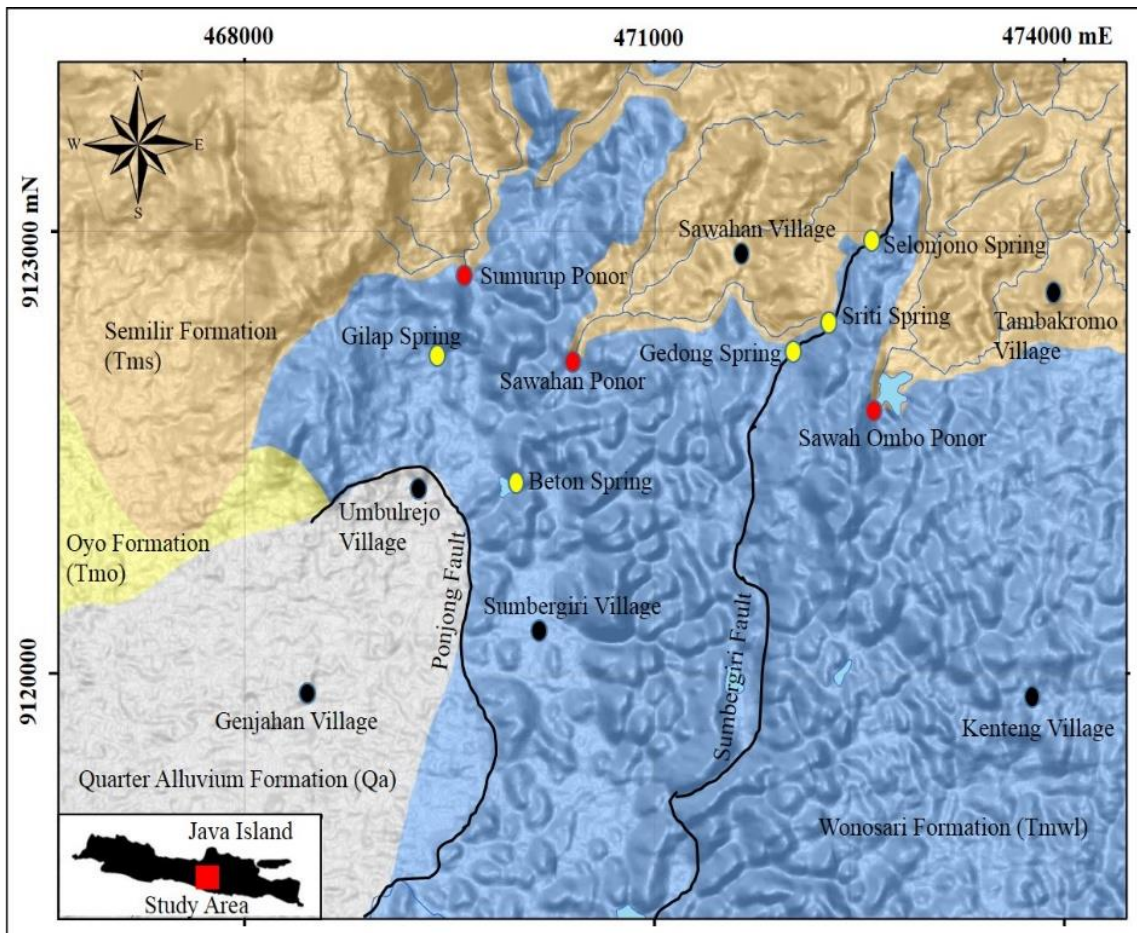 468000
471000
474000 mE
N
W
E
S
9123000 mN
Sawahan Village
Selonjono Spring
Sumurup Ponor
Semilir Formation
(Tms)
Gilap Spring
Sriti Spring
Tambakromo
Village
Gedong Spring
Sawahan Ponor
Sawah Ombo Ponor
Beton Spring
Umbulrejo
Village
Oyo Formation
(Tmo)
Ponjong Fault
Sumbergiri Village
Sumbergiri Fault
9120000
Genjahan Village
Kenteng Village
Quarter Alluvium Formation (Qa)
Wonosari Formation (Tmwl)
Java Island
Study Area